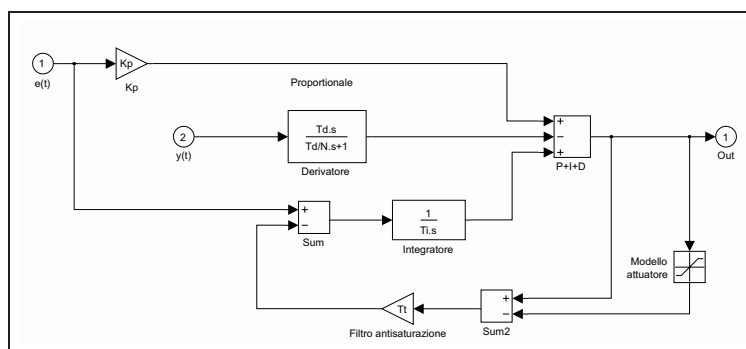 1
e(t)
Kp
Kp
Proportionale
2
y(t)
Td.s
Td/N.s+1
Derivatore
+
−
+
P+I+D
1
Out
+
−
Sum
1
Ti.s
Integratore
Modello
attuatore
Tt
Filtro antisaturazione
+
−
Sum2